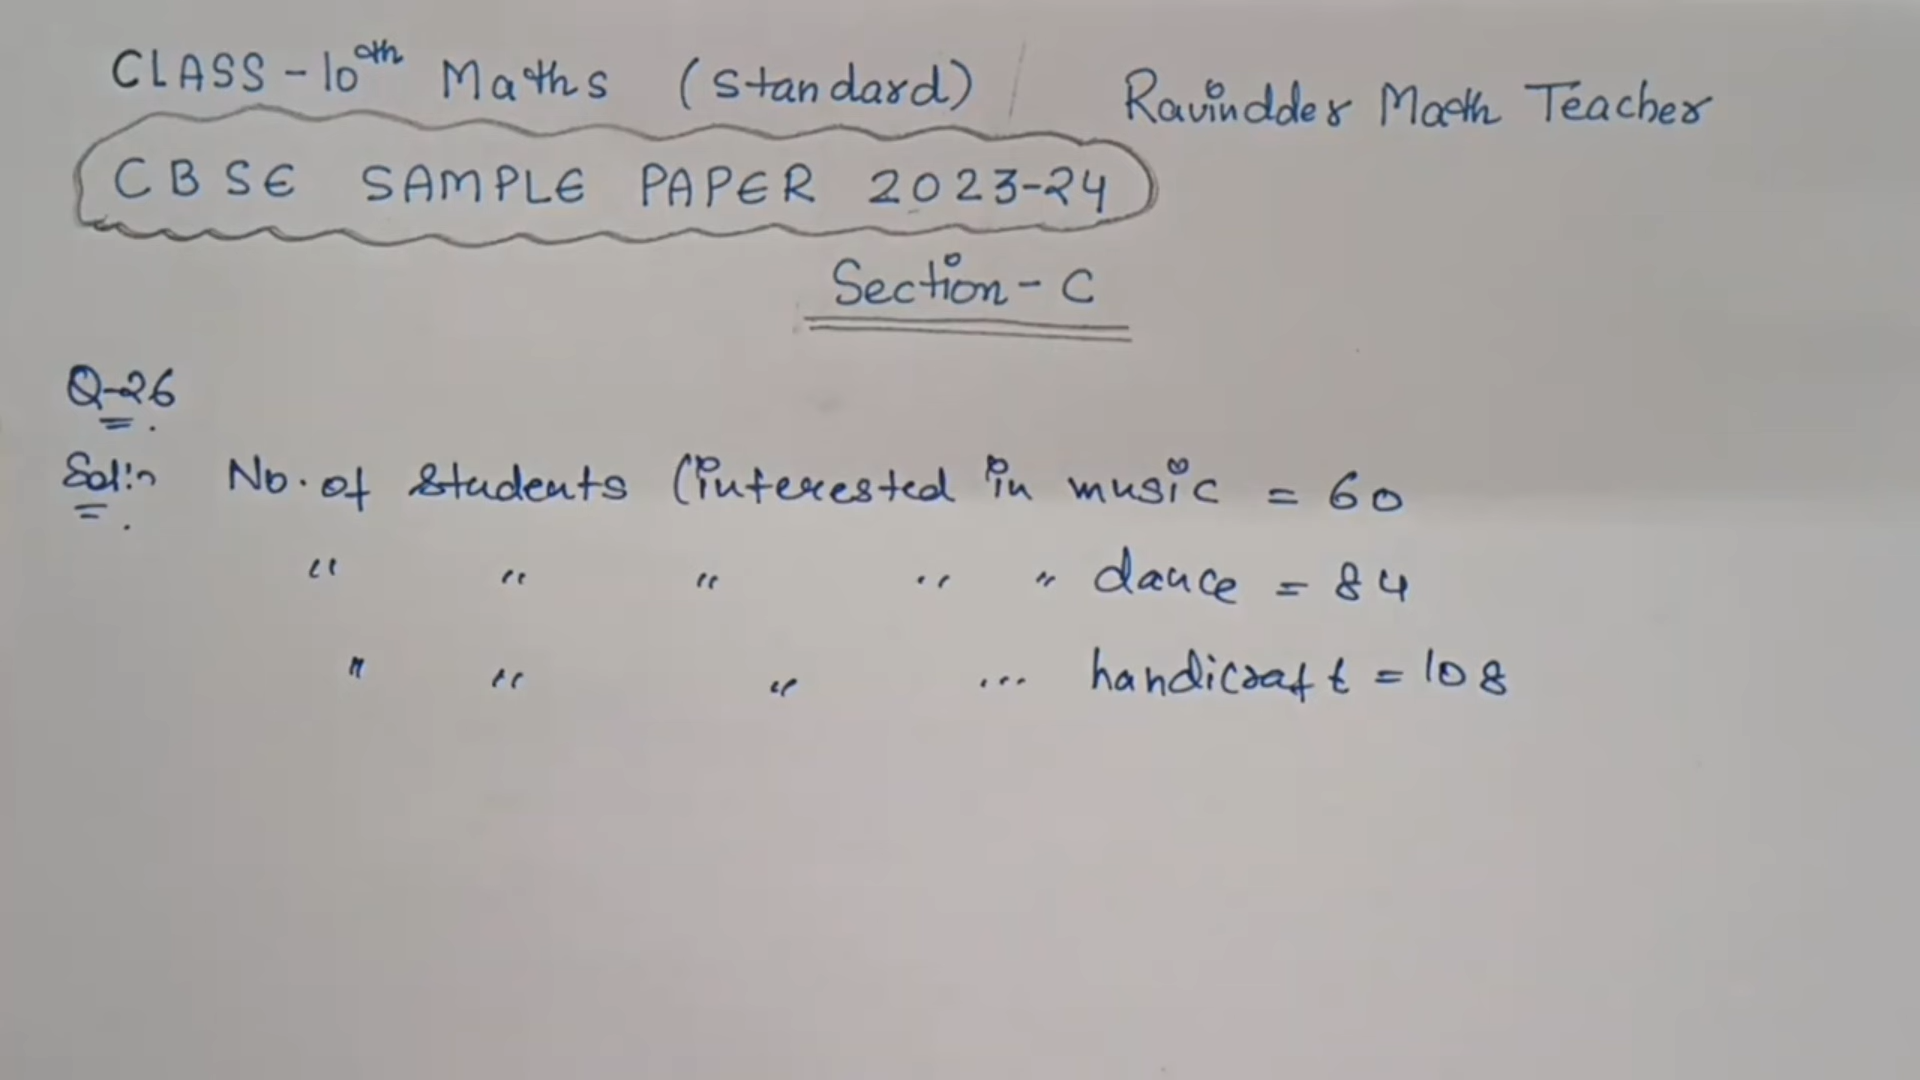 CLASS - 10th Maths (Standard)
Ravindder Math Teacher
CBSE SAMPLE PAPER 2023-24
Section - C
Q-26
Sol:n No. of students (interested in music = 60
" " " " " dance = 84
" " " ... handicraft = 108